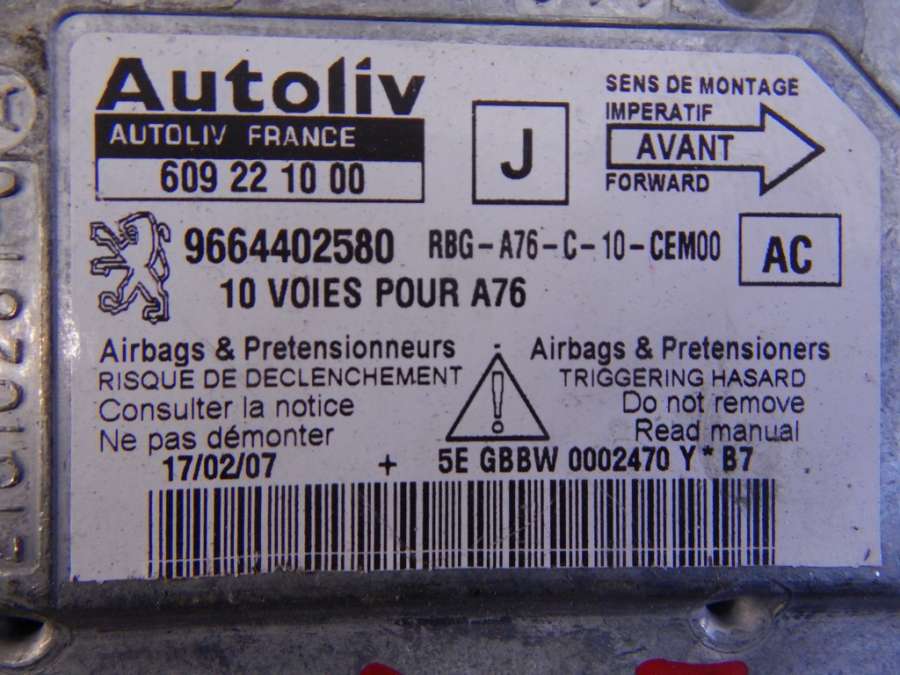 Autoliv
AUTOLIV FRANCE
609 221 00
J
SENS DE MONTAGE
IMPERATIF
AVANT
FORWARD
9664402580 RBG-A76-C-10-CEM00
AC
10 VOIES POUR A76
Airbags & Pretensionneurs
RISQUE DE DECLENCHEMENT
Consulter la notice
Ne pas démonter
Airbags & Pretensioners
TRIGGERING HASARD
Do not remove
Read manual
17/02/07 + 5E GBBW 0002470 Y * B7